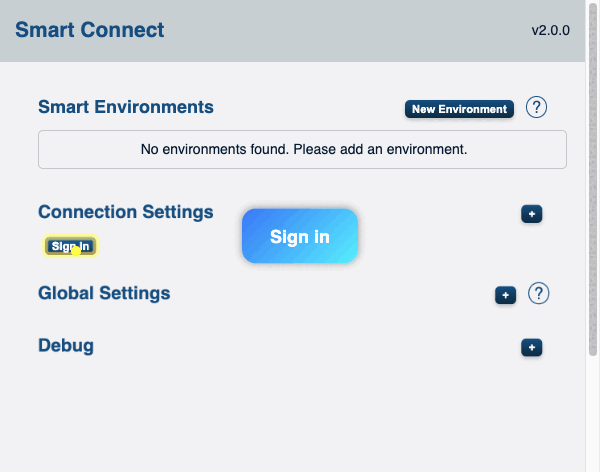 Smart Connect
v2.0.0
Smart Environments
New Environment
?
No environments found. Please add an environment.
Connection Settings
+
Sign in
Sign in
Global Settings
+
?
Debug
+